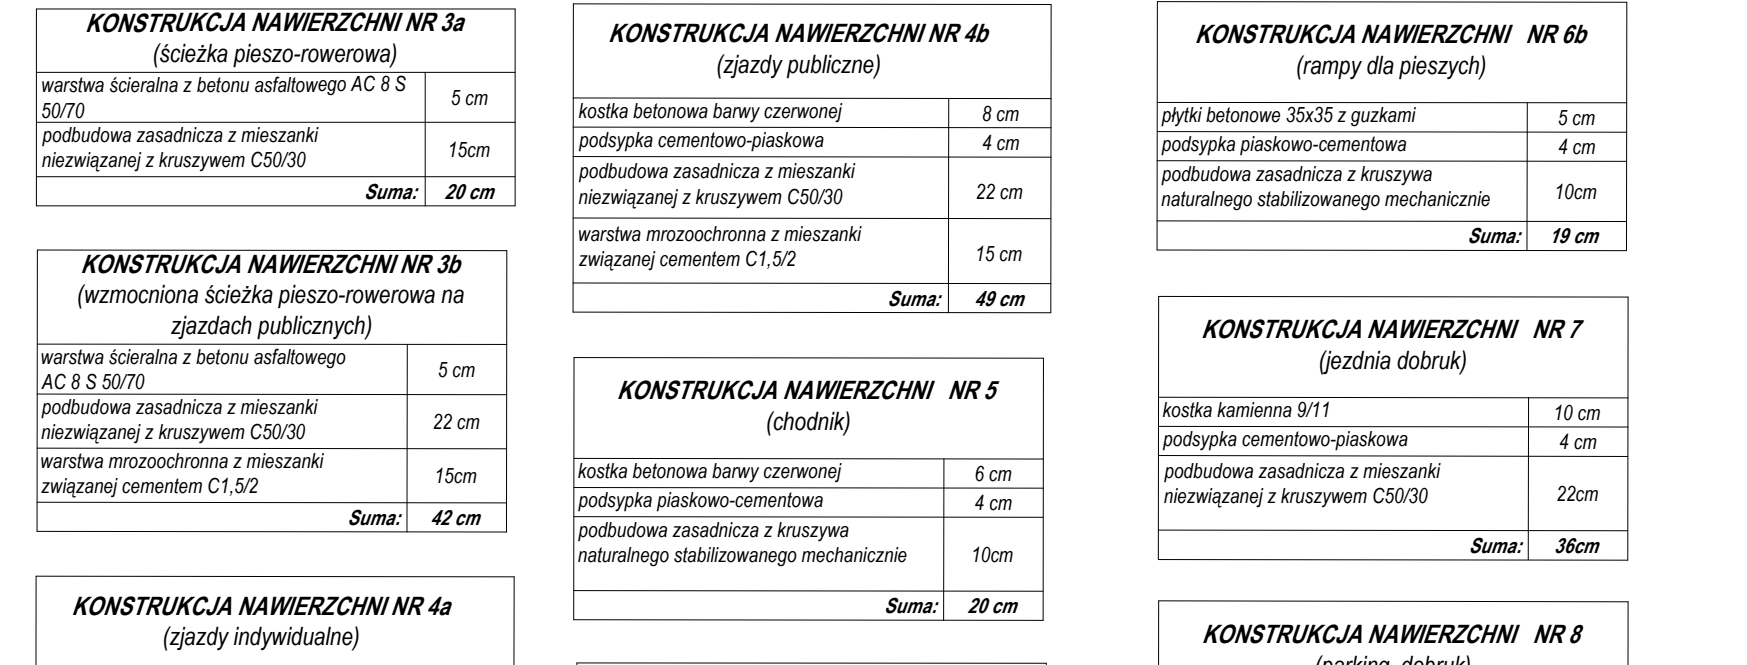 KONSTRUKCJA NAWIERZCHNI NR 3a
(ścieżka pieszo-rowerowa)
warstwa ścieralna z betonu asfaltowego AC 8 S
50/70
5 cm
podbudowa zasadnicza z mieszanki
niezwiązanej z kruszywem C50/30
15cm
Suma: 20 cm
KONSTRUKCJA NAWIERZCHNI NR 3b
(wzmocniona ścieżka pieszo-rowerowa na
zjazdach publicznych)
warstwa ścieralna z betonu asfaltowego
AC 8 S 50/70
5 cm
podbudowa zasadnicza z mieszanki
niezwiązanej z kruszywem C50/30
22 cm
warstwa mrozoochronna z mieszanki
związanej cementem C1,5/2
15cm
Suma: 42 cm
KONSTRUKCJA NAWIERZCHNI NR 4a
(zjazdy indywidualne)
KONSTRUKCJA NAWIERZCHNI NR 4b
(zjazdy publiczne)
kostka betonowa barwy czerwonej 8 cm
podsypka cementowo-piaskowa 4 cm
podbudowa zasadnicza z mieszanki
niezwiązanej z kruszywem C50/30
22 cm
warstwa mrozoochronna z mieszanki
związanej cementem C1,5/2
15 cm
Suma: 49 cm
KONSTRUKCJA NAWIERZCHNI NR 5
(chodnik)
kostka betonowa barwy czerwonej 6 cm
podsypka piaskowo-cementowa 4 cm
podbudowa zasadnicza z kruszywa
naturalnego stabilizowanego mechanicznie
10cm
Suma: 20 cm
KONSTRUKCJA NAWIERZCHNI NR 6b
(rampy dla pieszych)
płytki betonowe 35x35 z guzkami 5 cm
podsypka piaskowo-cementowa 4 cm
podbudowa zasadnicza z kruszywa
naturalnego stabilizowanego mechanicznie
10cm
Suma: 19 cm
KONSTRUKCJA NAWIERZCHNI NR 7
(jezdnia dobruk)
kostka kamienna 9/11 10 cm
podsypka cementowo-piaskowa 4 cm
podbudowa zasadnicza z mieszanki
niezwiązanej z kruszywem C50/30
22cm
Suma: 36cm
KONSTRUKCJA NAWIERZCHNI NR 8
(parking dobruk)